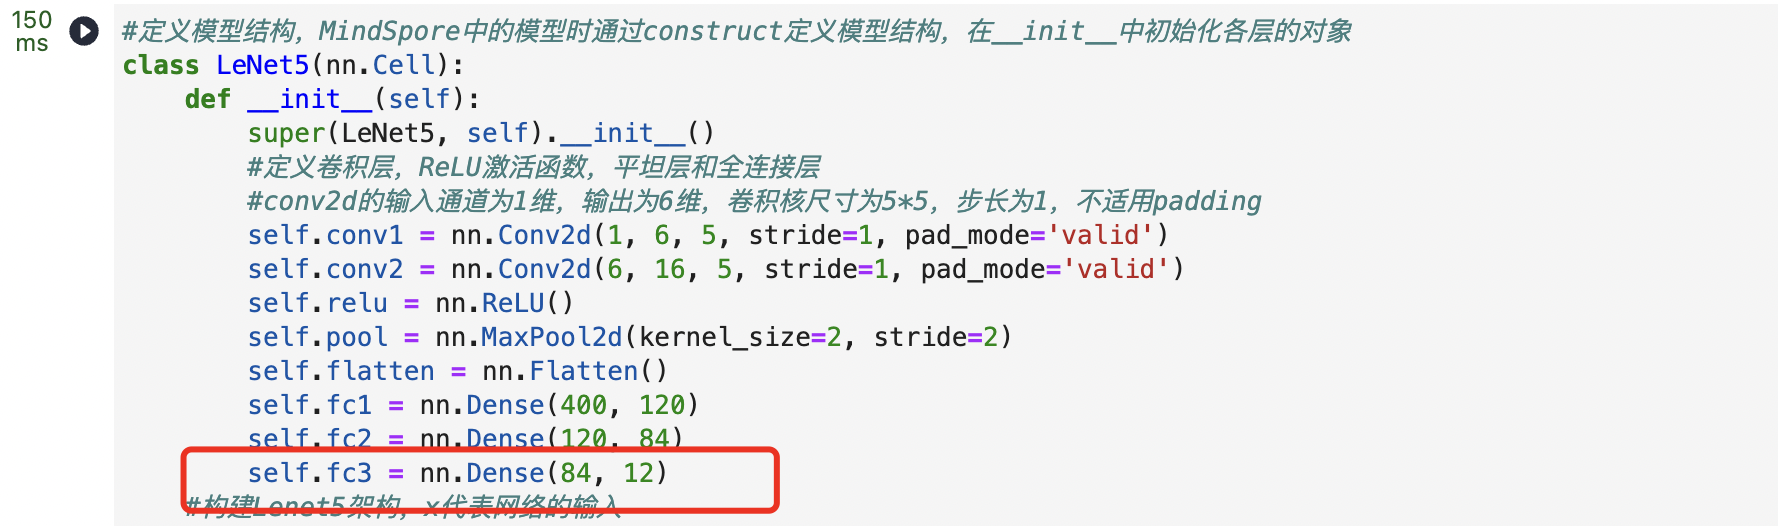 150
ms
#定义模型结构，MindSpore中的模型时通过construct定义模型结构，在__init__中初始化各层的对象
class LeNet5(nn.Cell):
    def __init__(self):
        super(LeNet5, self).__init__()
        #定义卷积层，ReLU激活函数，平坦层和全连接层
        #conv2d的输入通道为1维，输出为6维，卷积核尺寸为5*5，步长为1，不适用padding
        self.conv1 = nn.Conv2d(1, 6, 5, stride=1, pad_mode='valid')
        self.conv2 = nn.Conv2d(6, 16, 5, stride=1, pad_mode='valid')
        self.relu = nn.ReLU()
        self.pool = nn.MaxPool2d(kernel_size=2, stride=2)
        self.flatten = nn.Flatten()
        self.fc1 = nn.Dense(400, 120)
        self.fc2 = nn.Dense(120, 84)
        self.fc3 = nn.Dense(84, 12)
    #构建Lenet5架构，x代表网络的输入